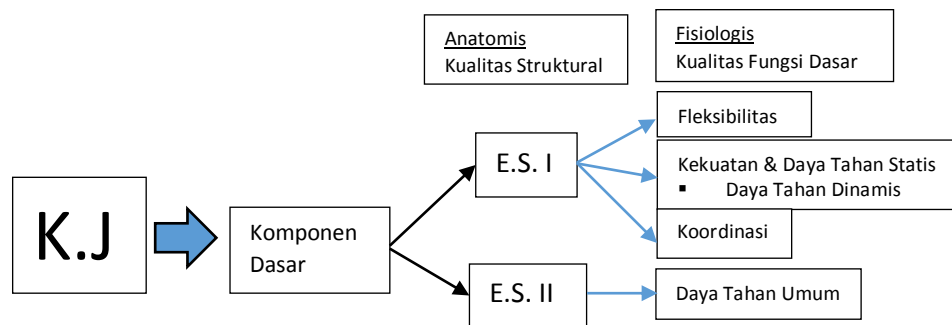 Anatomis
Kualitas Struktural
Fisiologis
Kualitas Fungsi Dasar
Fleksibilitas
E.S. I
Kekuatan & Daya Tahan Statis
▪ Daya Tahan Dinamis
K.J
Komponen
Dasar
Koordinasi
E.S. II
Daya Tahan Umum